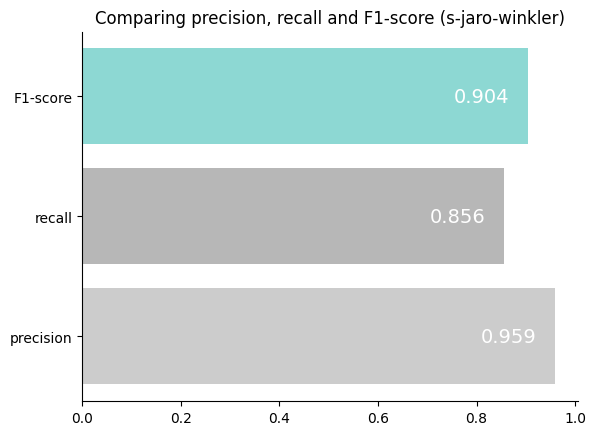 Comparing precision, recall and F1-score (s-jaro-winkler)
F1-score
0.904
recall
0.856
precision
0.959
0.0 0.2 0.4 0.6 0.8 1.0